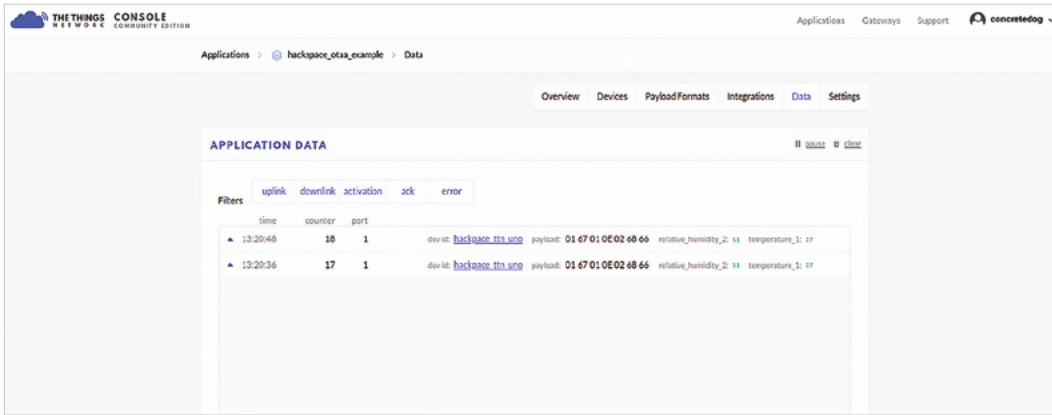 THE THINGS CONSOLE
NETWORK COMMUNITY EDITION
Applications Gateways Support concretedog
Applications > hackspace_otaa_example > Data
Overview Devices Payload Formats Integrations Data Settings
APPLICATION DATA
pause clear
Filters uplink downlink activation ack error
time counter port
13:20:48 18 1 dev id: hackpace_ttn_uno payload: 01 67 01 0E 02 68 66 relative_humidity_2: 51 temperature_1: 27
13:20:36 17 1 dev id: hackpace_ttn_uno payload: 01 67 01 0E 02 68 66 relative_humidity_2: 51 temperature_1: 27